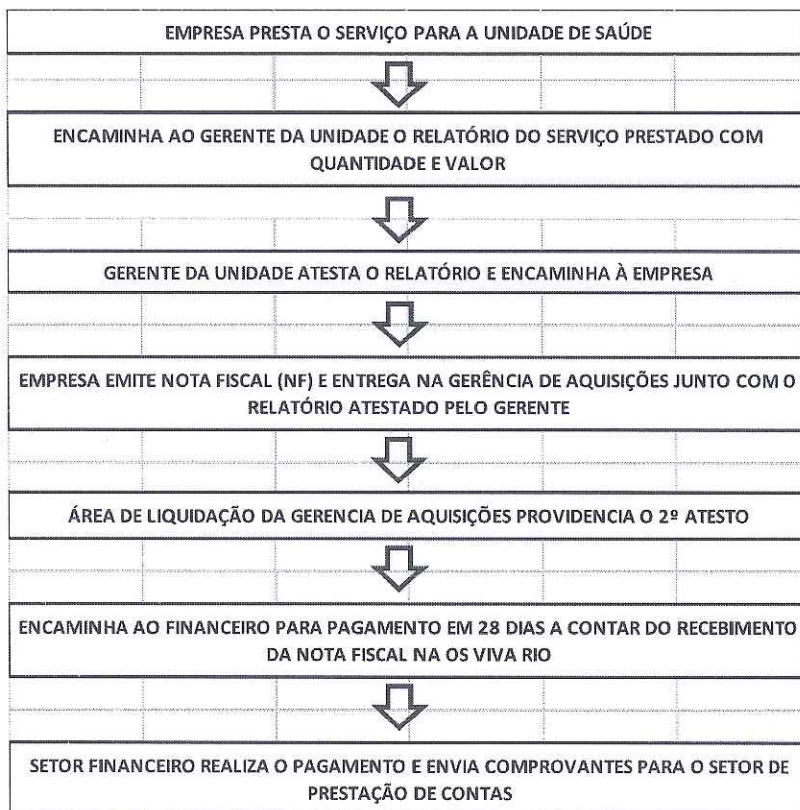 EMPRESA PRESTA O SERVIÇO PARA A UNIDADE DE SAÚDE
ENCAMINHA AO GERENTE DA UNIDADE O RELATÓRIO DO SERVIÇO PRESTADO COM
QUANTIDADE E VALOR
GERENTE DA UNIDADE ATESTA O RELATÓRIO E ENCAMINHA À EMPRESA
EMPRESA EMITE NOTA FISCAL (NF) E ENTREGA NA GERÊNCIA DE AQUISIÇÕES JUNTO COM O
RELATÓRIO ATESTADO PELO GERENTE
ÁREA DE LIQUIDAÇÃO DA GERENCIA DE AQUISIÇÕES PROVIDENCIA O 2º ATESTO
ENCAMINHA AO FINANCEIRO PARA PAGAMENTO EM 28 DIAS A CONTAR DO RECEBIMENTO
DA NOTA FISCAL NA OS VIVA RIO
SETOR FINANCEIRO REALIZA O PAGAMENTO E ENVIA COMPROVANTES PARA O SETOR DE
PRESTAÇÃO DE CONTAS